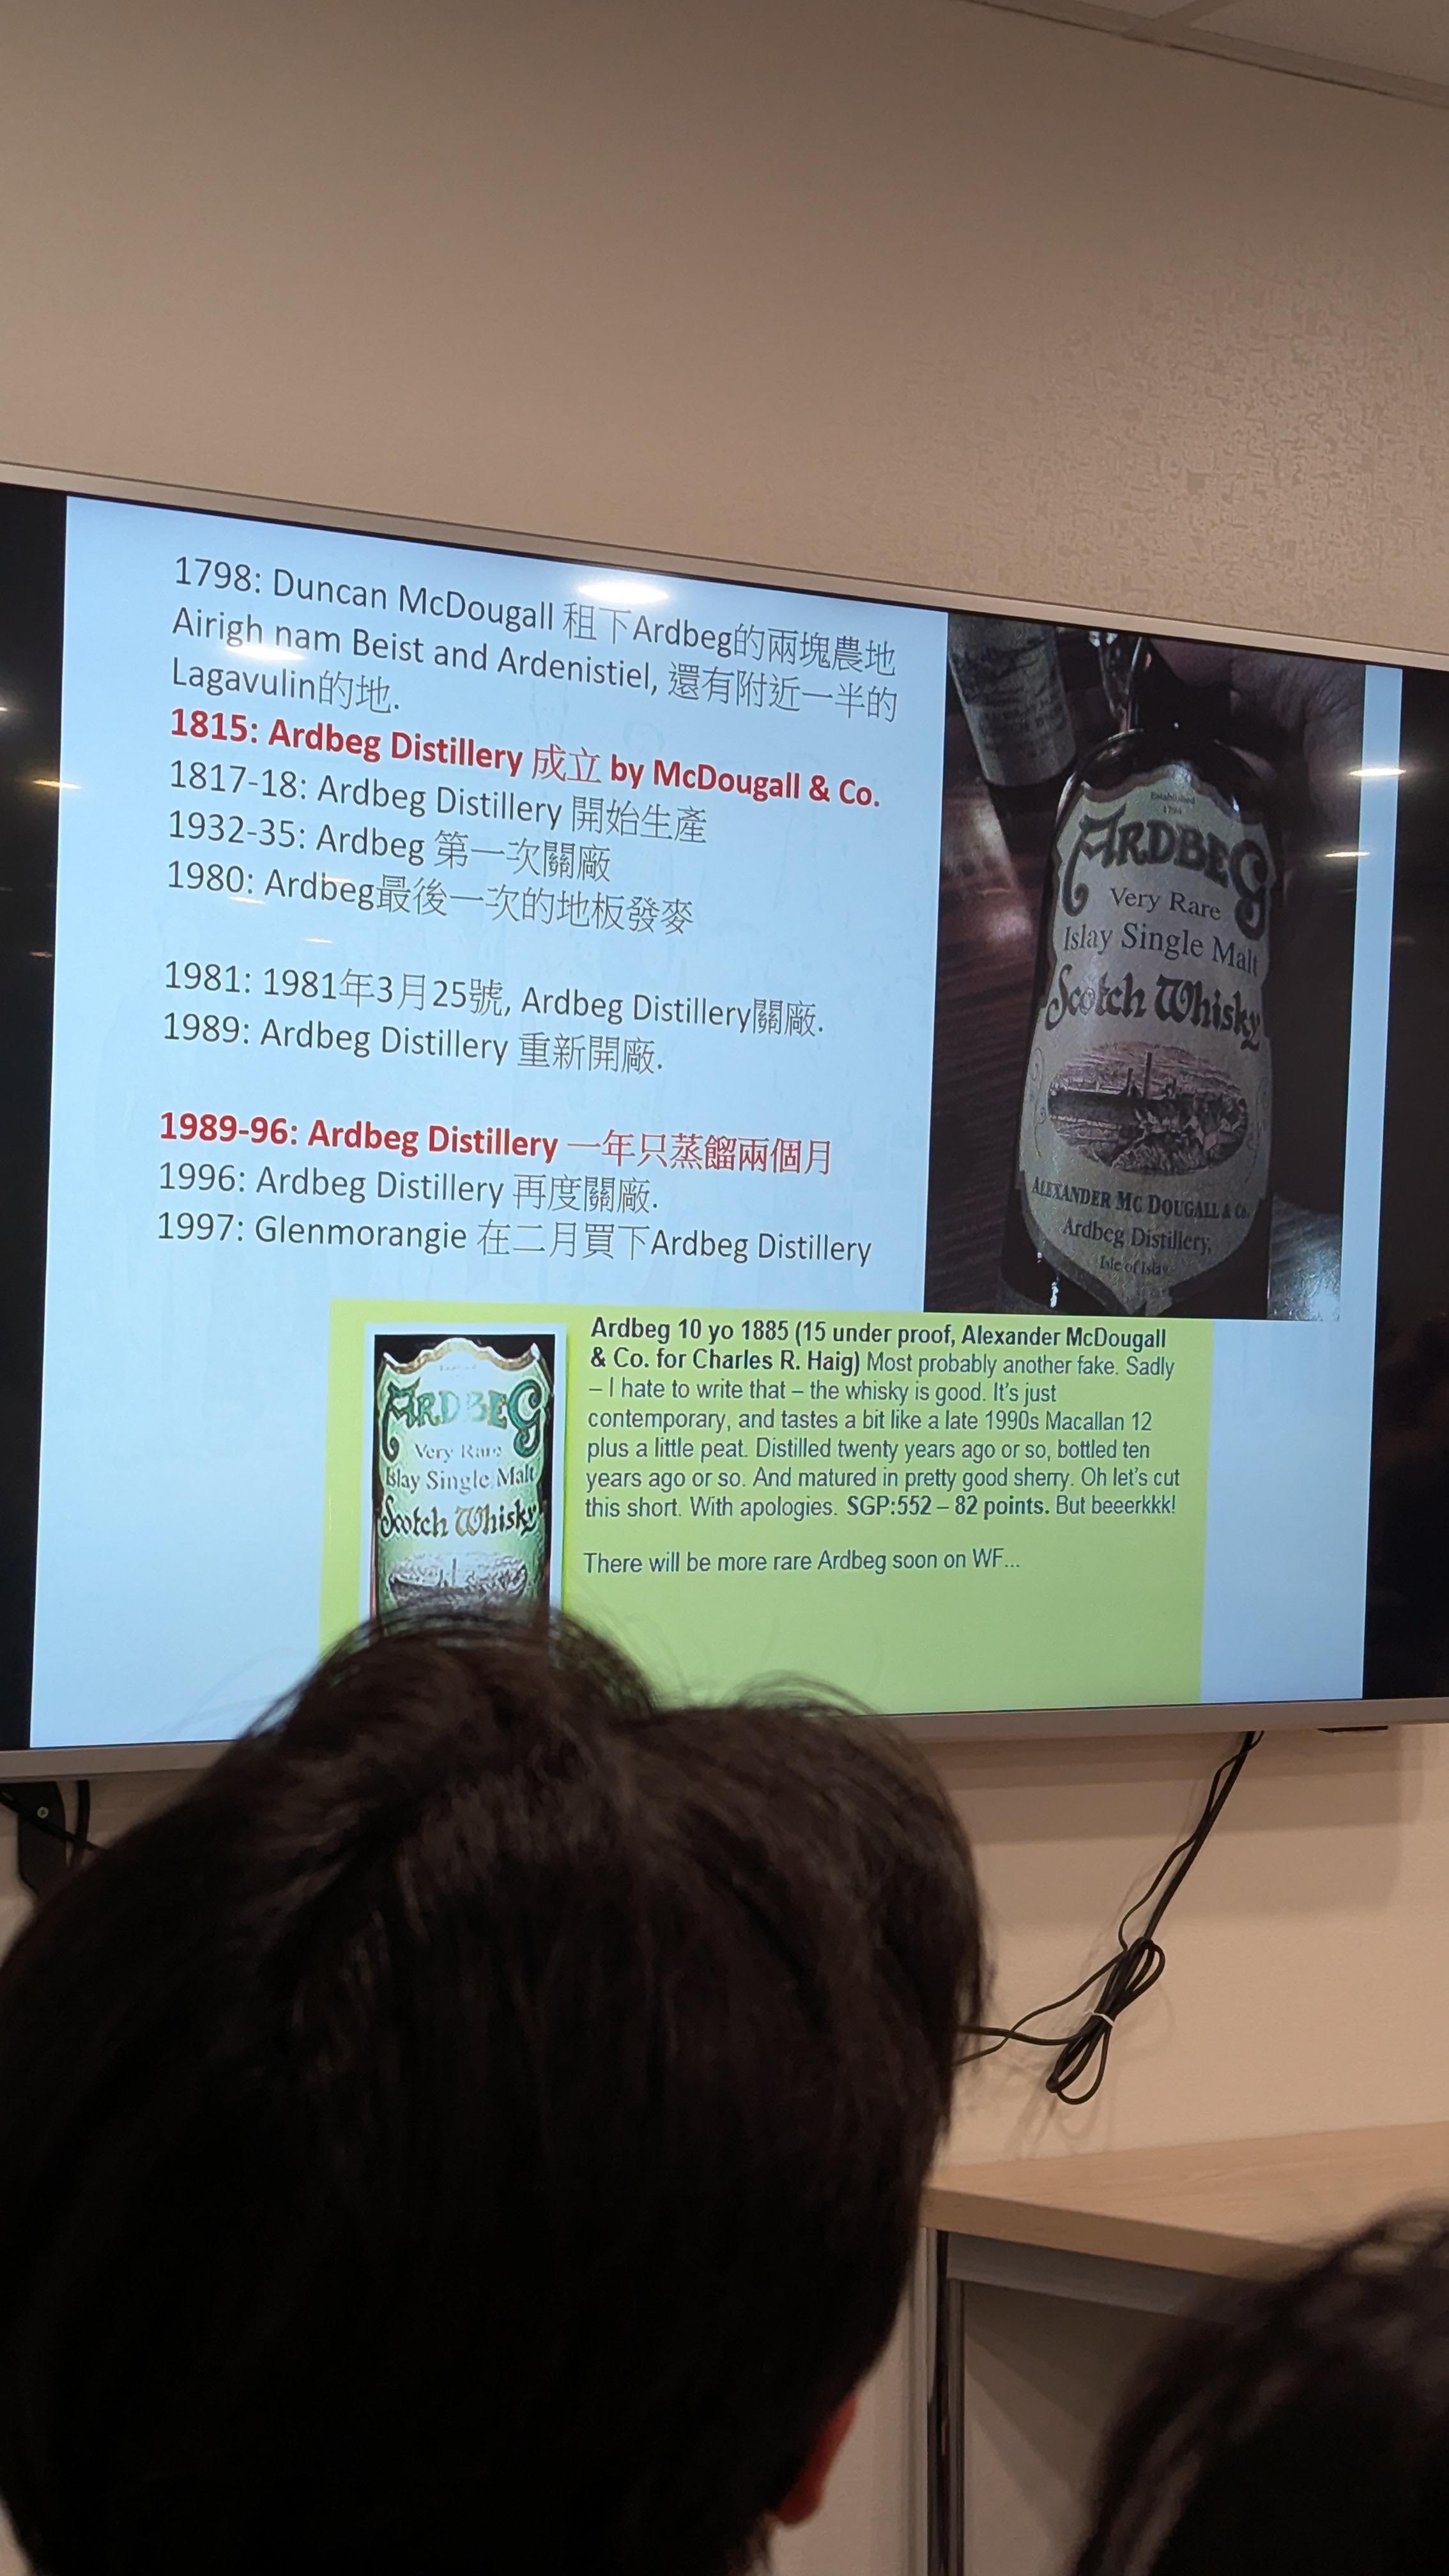 1798: Duncan McDougall 租下Ardbeg的兩塊農地
Airigh nam Beist and Ardenistiel, 還有附近一半的
Lagavulin的地.
1815: Ardbeg Distillery 成立 by McDougall & Co.
1817-18: Ardbeg Distillery 開始生產
1932-35: Ardbeg 第一次關廠
1980: Ardbeg最後一次的地板發麥
1981: 1981年3月25號, Ardbeg Distillery關廠.
1989: Ardbeg Distillery 重新開廠.
1989-96: Ardbeg Distillery 一年只蒸餾兩個月
1996: Ardbeg Distillery 再度關廠.
1997: Glenmorangie 在二月買下Ardbeg Distillery
Established
ARDBEG
Very Rare
Islay Single Malt
Scotch Whisky
ALEXANDER MC DOUGALL & Co.
Ardbeg Distillery,
Isle of Islay
ARDBEG
Very Rare
Islay Single Malt
Scotch Whisky
Ardbeg 10 yo 1885 (15 under proof, Alexander McDougall
& Co. for Charles R. Haig) Most probably another fake. Sadly
– I hate to write that – the whisky is good. It's just
contemporary, and tastes a bit like a late 1990s Macallan 12
plus a little peat. Distilled twenty years ago or so, bottled ten
years ago or so. And matured in pretty good sherry. Oh let's cut
this short. With apologies. SGP:552 – 82 points. But beeerkkk!
There will be more rare Ardbeg soon on WF...